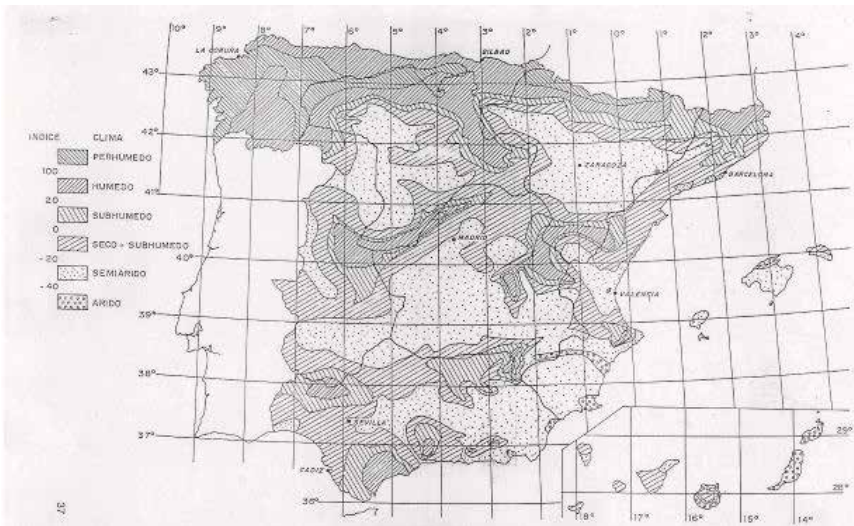 10° 9° 8° 7° 6° 5° 4° 3° 2° 1° 0° 1° 2° 3° 4°
LA CORUÑA
BILBAO
43°
INDICE CLIMA
42°
PERHUMEDO
ZARAGOZA
100
BARCELONA
HUMEDO
41°
20
SUBHUMEDO
0
SECO - SUBHUMEDO
MADRID
-20
40°
SEMIARIDO
-40
VALENCIA
ARIDO
39°
38°
SEVILLA
37°
29°
CADIZ
28°
36°
37
18° 17° 16° 15° 14°